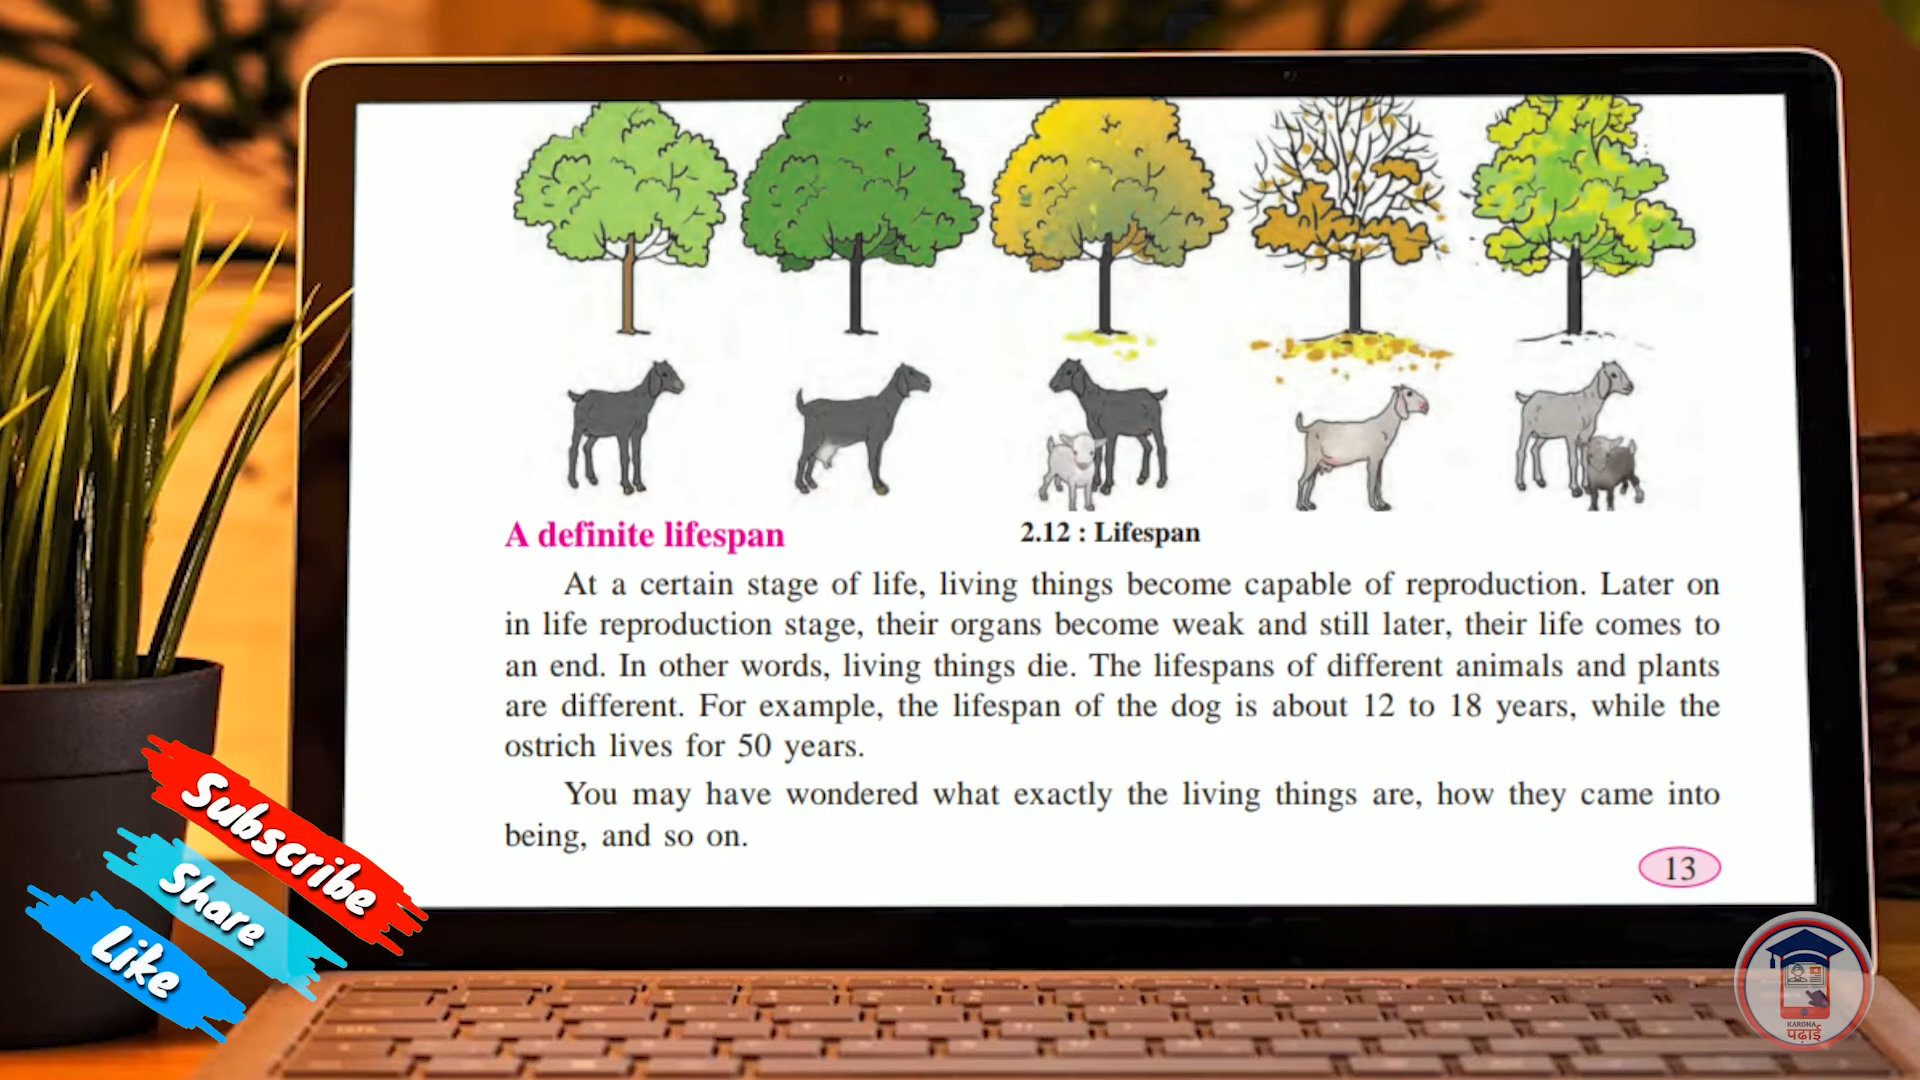 A definite lifespan
2.12 : Lifespan
At a certain stage of life, living things become capable of reproduction. Later on
in life reproduction stage, their organs become weak and still later, their life comes to
an end. In other words, living things die. The lifespans of different animals and plants
are different. For example, the lifespan of the dog is about 12 to 18 years, while the
ostrich lives for 50 years.
You may have wondered what exactly the living things are, how they came into
being, and so on.
13
Subscribe
Share
Like
KARONA
पढ़ाई